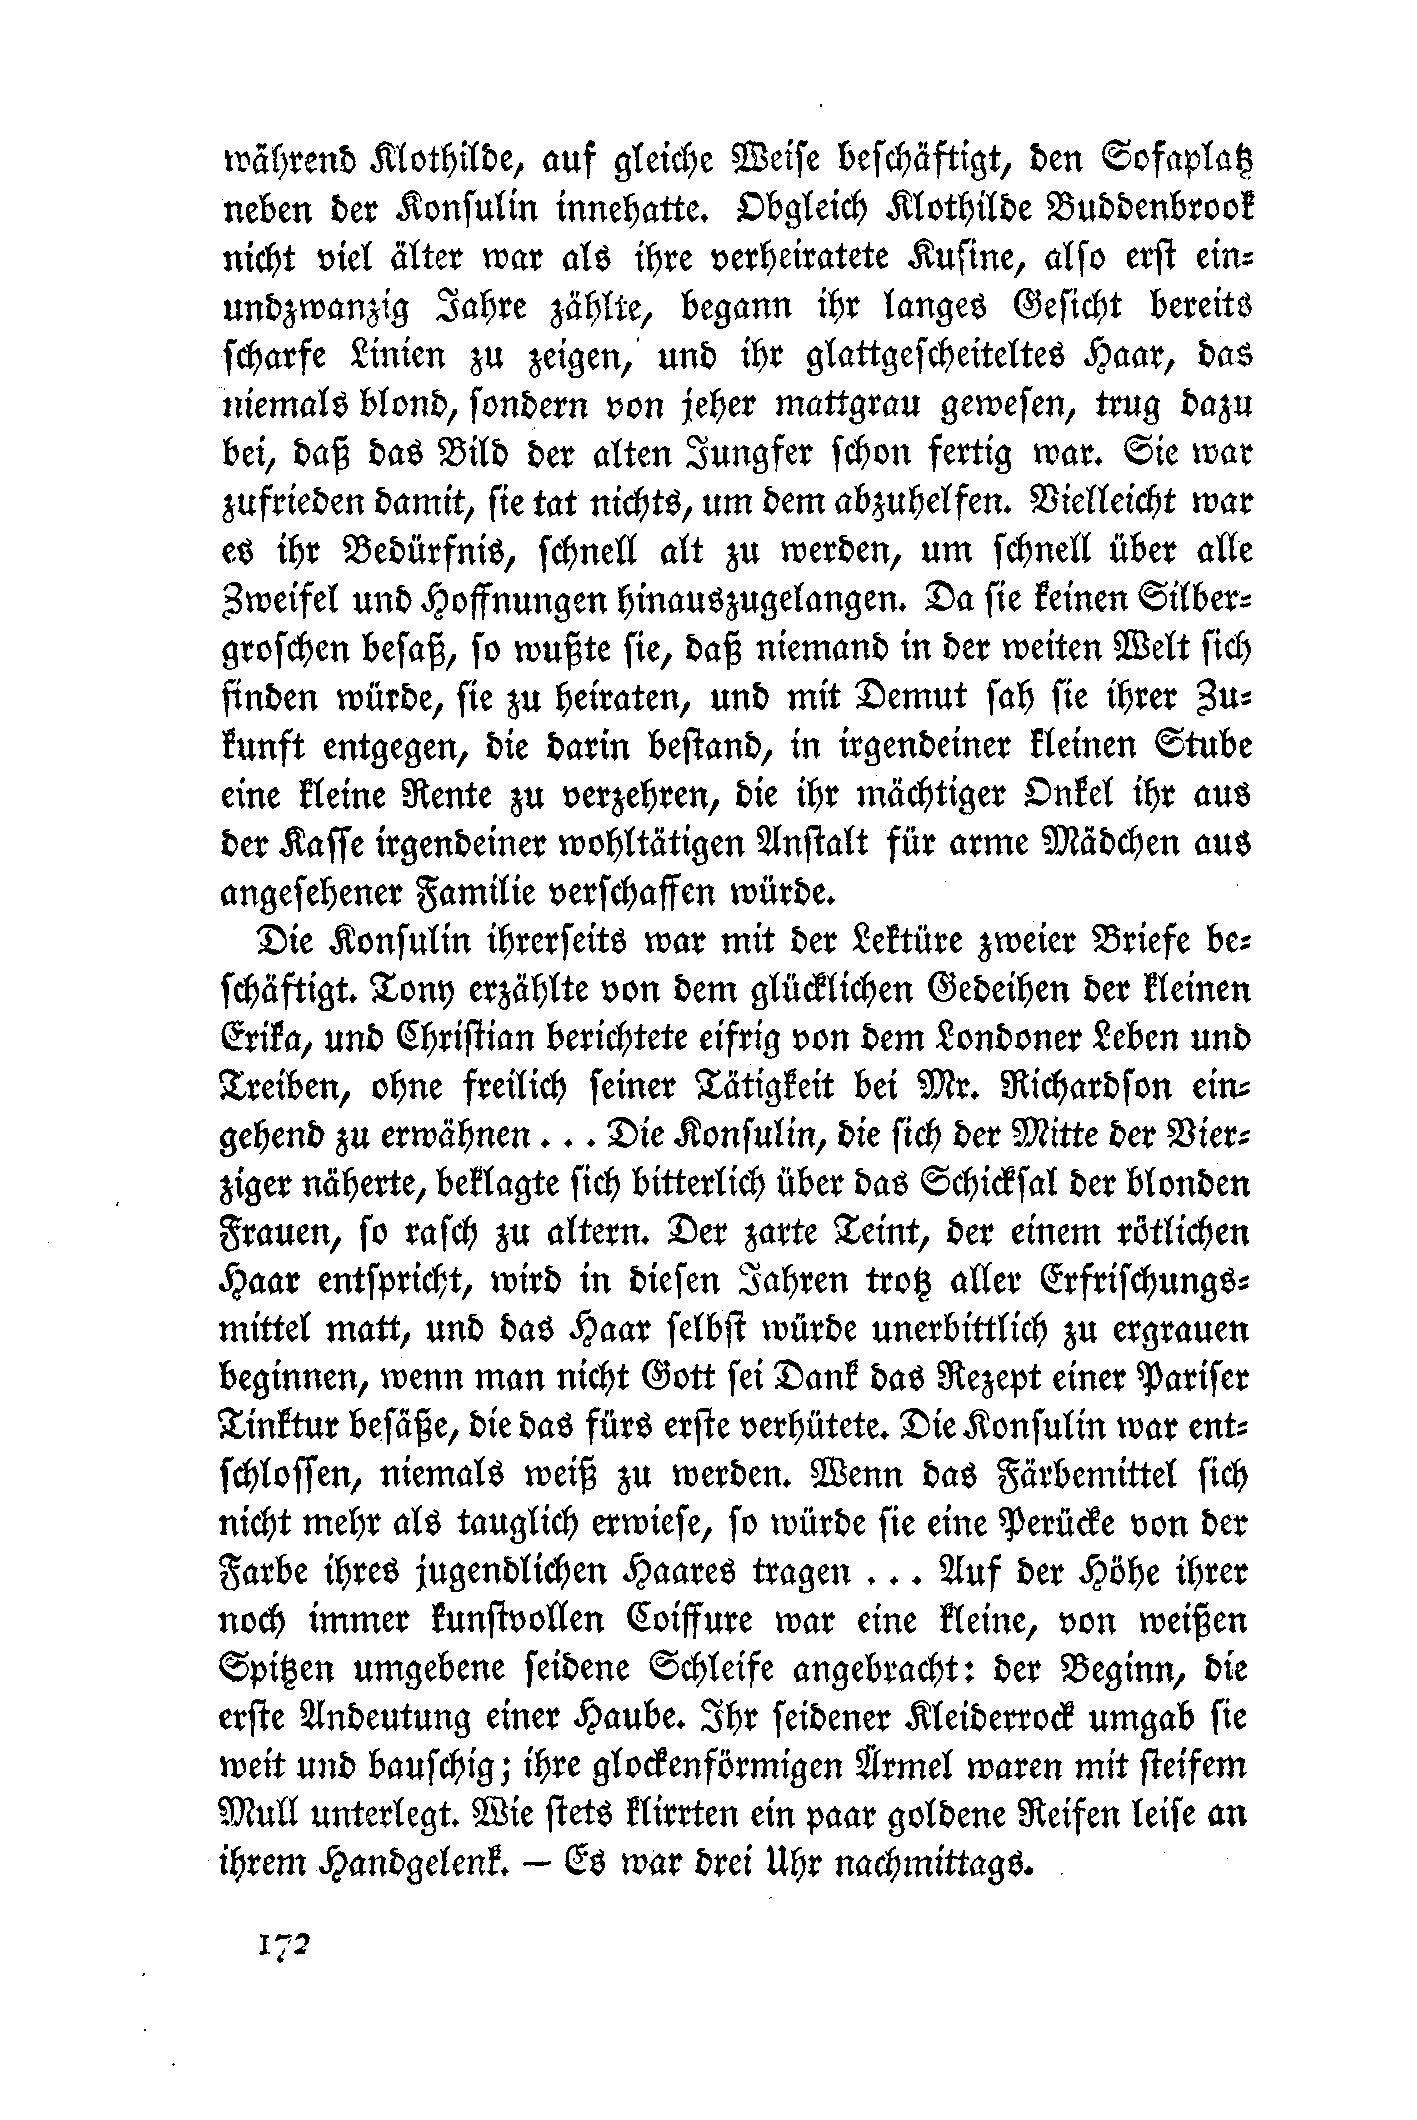 während Klothilde, auf gleiche Weise beschäftigt, den Sofaplatz
neben der Konsulin innehatte. Obgleich Klothilde Buddenbrook
nicht viel älter war als ihre verheiratete Kusine, also erst ein-
undzwanzig Jahre zählte, begann ihr langes Gesicht bereits
scharfe Linien zu zeigen, und ihr glattgescheiteltes Haar, das
niemals blond, sondern von jeher mattgrau gewesen, trug dazu
bei, daß das Bild der alten Jungfer schon fertig war. Sie war
zufrieden damit, sie tat nichts, um dem abzuhelfen. Vielleicht war
es ihr Bedürfnis, schnell alt zu werden, um schnell über alle
Zweifel und Hoffnungen hinauszugelangen. Da sie keinen Silber-
groschen besaß, so wußte sie, daß niemand in der weiten Welt sich
finden würde, sie zu heiraten, und mit Demut sah sie ihrer Zu-
kunft entgegen, die darin bestand, in irgendeiner kleinen Stube
eine kleine Rente zu verzehren, die ihr mächtiger Onkel ihr aus
der Kasse irgendeiner wohltätigen Anstalt für arme Mädchen aus
angesehener Familie verschaffen würde.
Die Konsulin ihrerseits war mit der Lektüre zweier Briefe be-
schäftigt. Tony erzählte von dem glücklichen Gedeihen der kleinen
Erika, und Christian berichtete eifrig von dem Londoner Leben und
Treiben, ohne freilich seiner Tätigkeit bei Mr. Richardson ein-
gehend zu erwähnen . . . Die Konsulin, die sich der Mitte der Vier-
ziger näherte, beklagte sich bitterlich über das Schicksal der blonden
Frauen, so rasch zu altern. Der zarte Teint, der einem rötlichen
Haar entspricht, wird in diesen Jahren trotz aller Erfrischungs-
mittel matt, und das Haar selbst würde unerbittlich zu ergrauen
beginnen, wenn man nicht Gott sei Dank das Rezept einer Pariser
Tinktur besäße, die das fürs erste verhütete. Die Konsulin war ent-
schlossen, niemals weiß zu werden. Wenn das Färbemittel sich
nicht mehr als tauglich erwiese, so würde sie eine Perücke von der
Farbe ihres jugendlichen Haares tragen . . . Auf der Höhe ihrer
noch immer kunstvollen Coiffure war eine kleine, von weißen
Spitzen umgebene seidene Schleife angebracht: der Beginn, die
erste Andeutung einer Haube. Ihr seidener Kleiderrock umgab sie
weit und bauschig; ihre glockenförmigen Ärmel waren mit steifem
Mull unterlegt. Wie stets klirrten ein paar goldene Reifen leise an
ihrem Handgelenk. — Es war drei Uhr nachmittags.
172